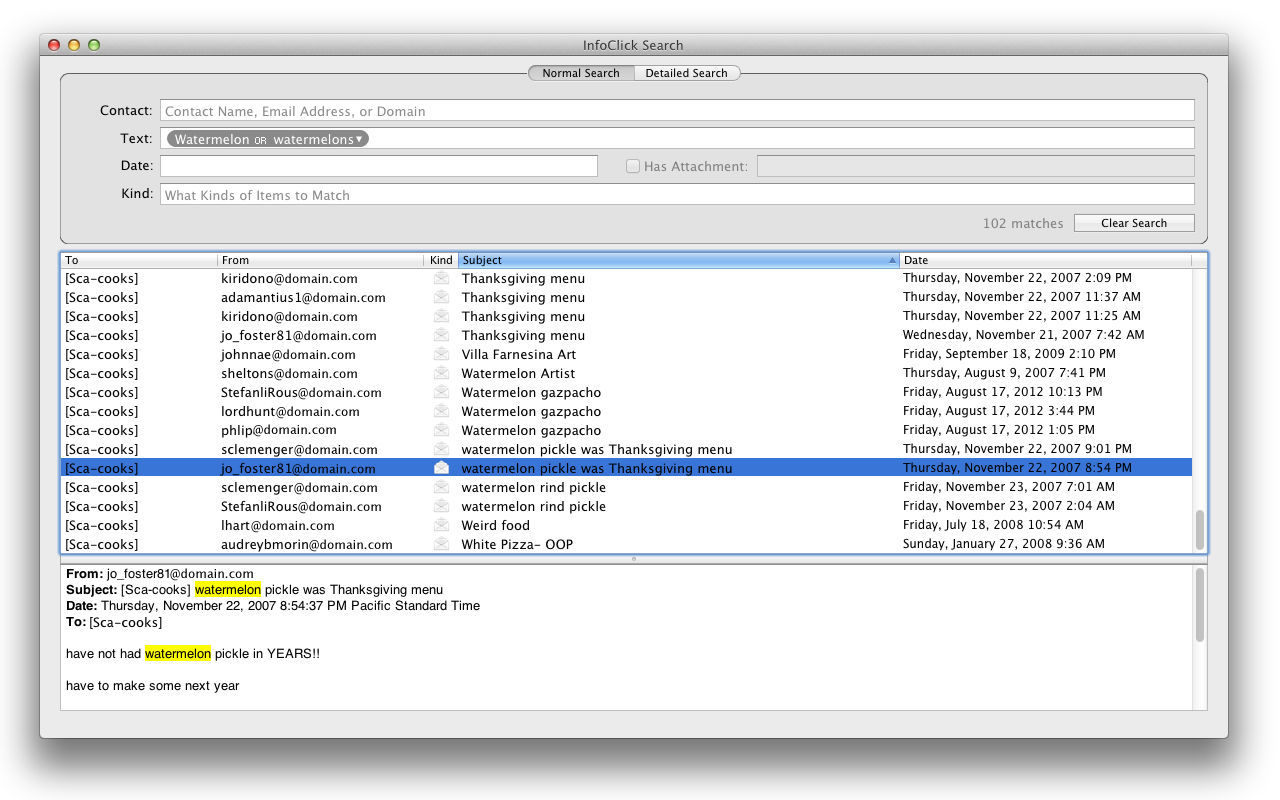 InfoClick Search
Normal Search Detailed Search
Contact: Contact Name, Email Address, or Domain
Text: Watermelon OR watermelons
Date: Has Attachment:
Kind: What Kinds of Items to Match
102 matches Clear Search
To From Kind Subject Date
[Sca-cooks] kiridono@domain.com Thanksgiving menu Thursday, November 22, 2007 2:09 PM
[Sca-cooks] adamantius1@domain.com Thanksgiving menu Thursday, November 22, 2007 11:37 AM
[Sca-cooks] kiridono@domain.com Thanksgiving menu Thursday, November 22, 2007 11:25 AM
[Sca-cooks] jo_foster81@domain.com Thanksgiving menu Wednesday, November 21, 2007 7:42 AM
[Sca-cooks] johnnae@domain.com Villa Farnesina Art Friday, September 18, 2009 2:10 PM
[Sca-cooks] sheltons@domain.com Watermelon Artist Thursday, August 9, 2007 7:41 PM
[Sca-cooks] StefanliRous@domain.com Watermelon gazpacho Friday, August 17, 2012 10:13 PM
[Sca-cooks] lordhunt@domain.com Watermelon gazpacho Friday, August 17, 2012 3:44 PM
[Sca-cooks] phlip@domain.com Watermelon gazpacho Friday, August 17, 2012 1:05 PM
[Sca-cooks] sclemenger@domain.com watermelon pickle was Thanksgiving menu Thursday, November 22, 2007 9:01 PM
[Sca-cooks] jo_foster81@domain.com watermelon pickle was Thanksgiving menu Thursday, November 22, 2007 8:54 PM
[Sca-cooks] sclemenger@domain.com watermelon rind pickle Friday, November 23, 2007 7:01 AM
[Sca-cooks] StefanliRous@domain.com watermelon rind pickle Friday, November 23, 2007 2:04 AM
[Sca-cooks] lhart@domain.com Weird food Friday, July 18, 2008 10:54 AM
[Sca-cooks] audreybmorin@domain.com White Pizza- OOP Sunday, January 27, 2008 9:36 AM
From: jo_foster81@domain.com
Subject: [Sca-cooks] watermelon pickle was Thanksgiving menu
Date: Thursday, November 22, 2007 8:54:37 PM Pacific Standard Time
To: [Sca-cooks]
have not had watermelon pickle in YEARS!!
have to make some next year